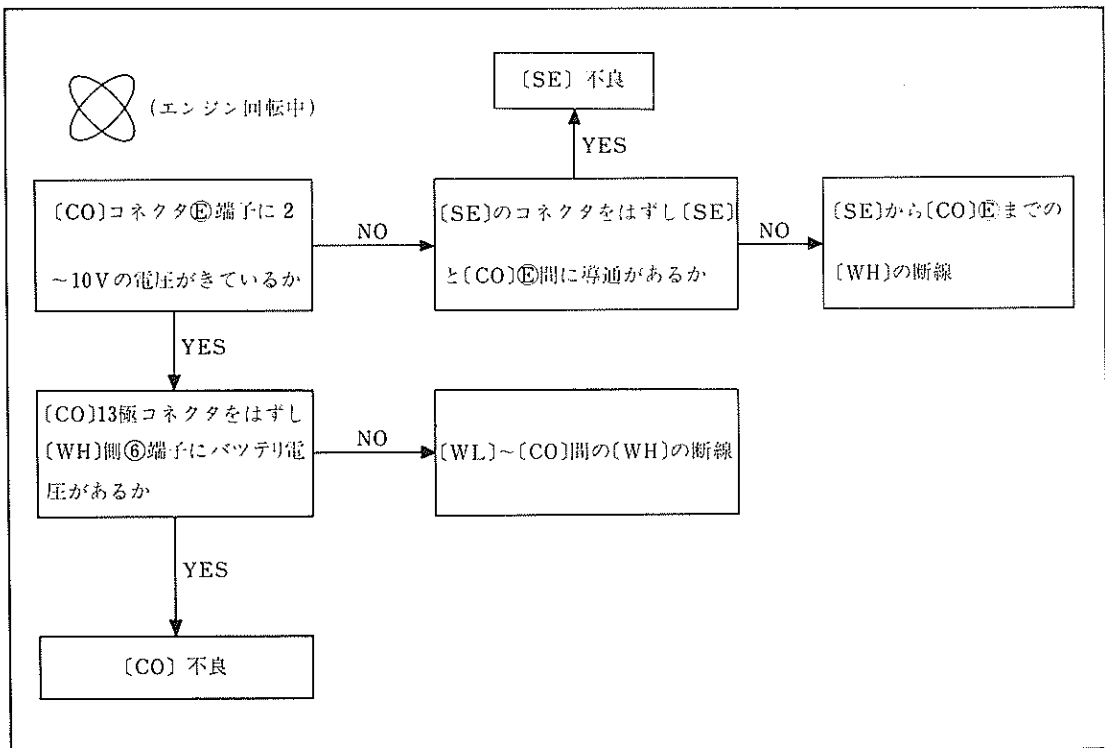 (エンジン回転中)
〔SE〕不良
YES
〔CO〕コネクタⒺ端子に2
~10Vの電圧がきているか
NO
〔SE〕のコネクタをはずし〔SE〕
と〔CO〕Ⓔ間に導通があるか
NO
〔SE〕から〔CO〕Ⓔまでの
〔WH〕の断線
YES
〔CO〕13極コネクタをはずし
〔WH〕側⑥端子にバツテリ電
圧があるか
NO
〔WL〕~〔CO〕間の〔WH〕の断線
YES
〔CO〕不良